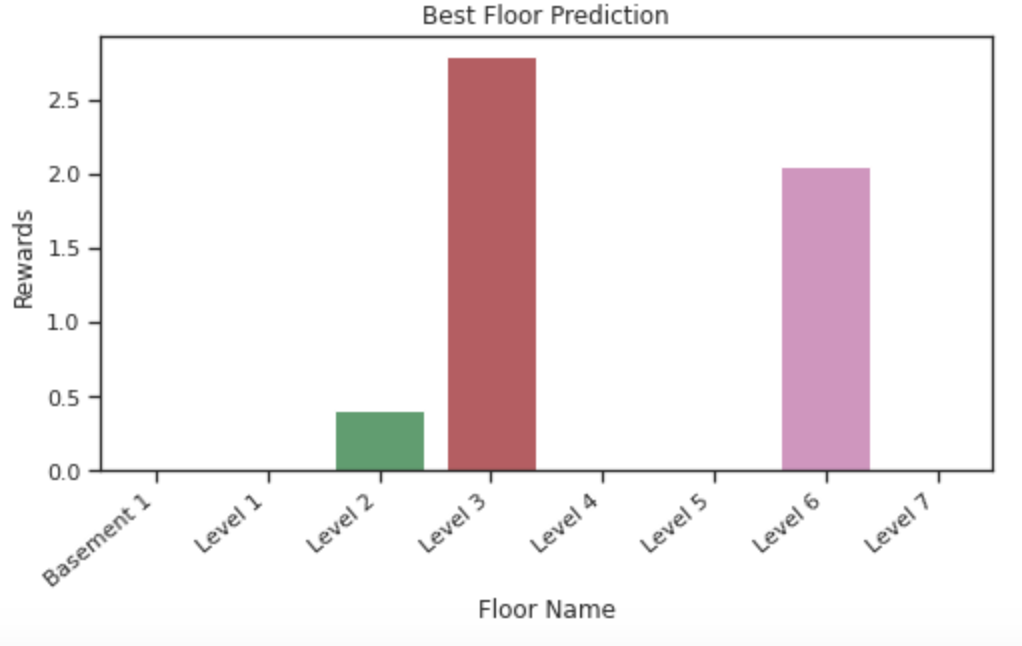 Best Floor Prediction
2.5
2.0
1.5
1.0
0.5
0.0
Rewards
Basement 1
Level 1
Level 2
Level 3
Level 4
Level 5
Level 6
Level 7
Floor Name